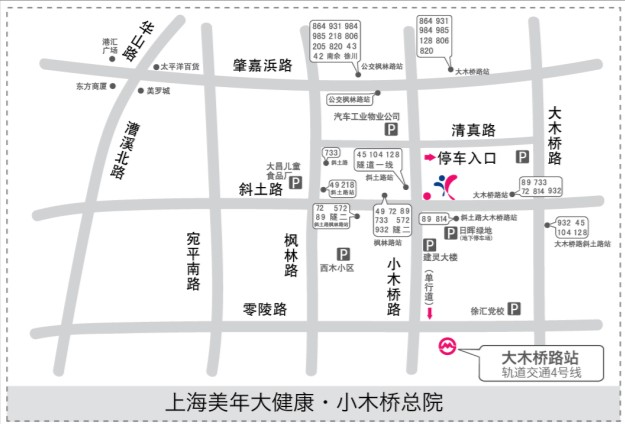 华山路
港汇
广场
太平洋百货
东方商厦
美罗城
漕溪北路
肇嘉浜路
864 931 984
985 218 806
205 820 43
42 南佘 徐川
公交枫林路站
公交枫林路站
864 931
984 985
128 806
820
大木桥路站
汽车工业物业公司
P
清真路
停车入口
P
大木桥路
733
斜土路
45 104 128
隧道一线
斜土路站
大昌儿童
食品厂
P
斜土路
49 218
斜土路站
大木桥路站
89 733
72 814 932
72 572
89 隧二
斜土路枫林路站
49 72 89
733 572
932 隧二
枫林路站
89 814
斜土路大木桥路站
P
日晖绿地
(地下停车场)
932 45
104 128
大木桥路斜土路站
宛平南路
枫林路
P
西木小区
小木桥路
P
建灵大楼
(单行道)
零陵路
徐汇党校
P
大木桥路站
轨道交通4号线
上海美年大健康·小木桥总院